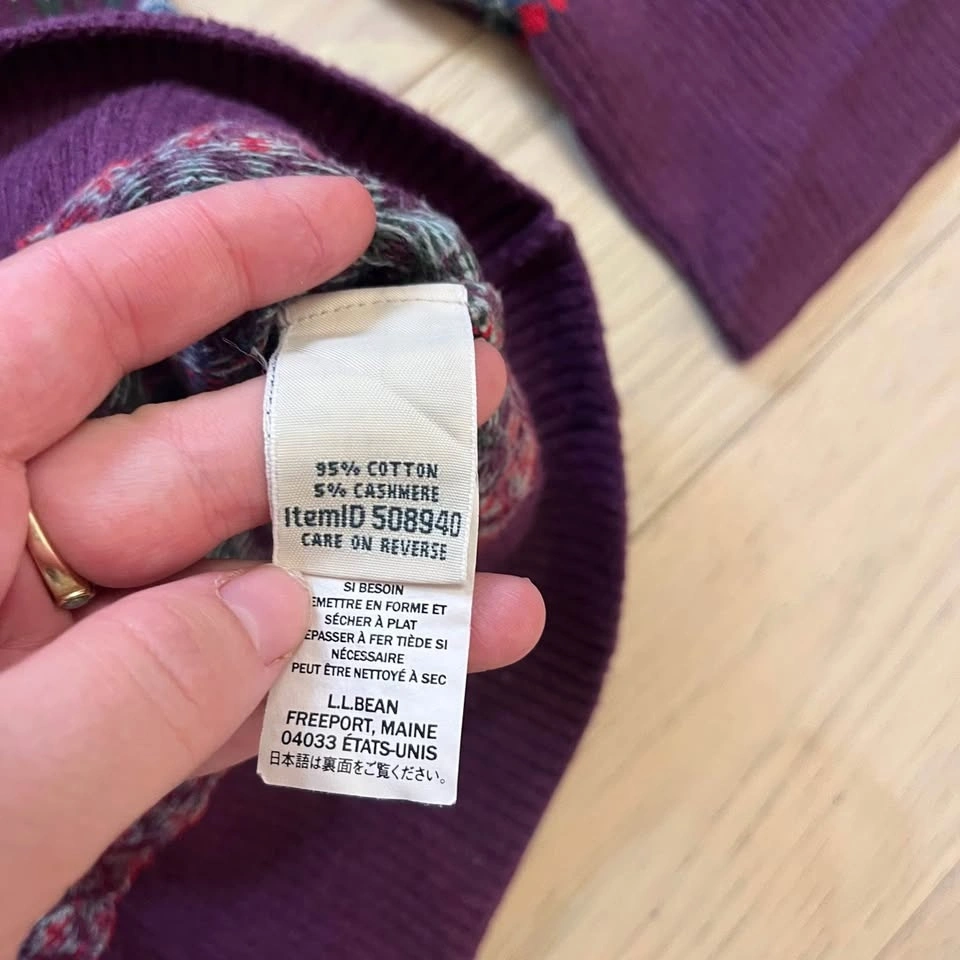 95% COTTON
5% CASHMERE
ItemID 508940
CARE ON REVERSE
SI BESOIN
EMETTRE EN FORME ET
SÉCHER À PLAT
EPASSER À FER TIÈDE SI
NÉCESSAIRE
PEUT ÊTRE NETTOYÉ À SEC
L.L.BEAN
FREEPORT, MAINE
04033 ÉTATS-UNIS
日本語は裏面をご覧ください。